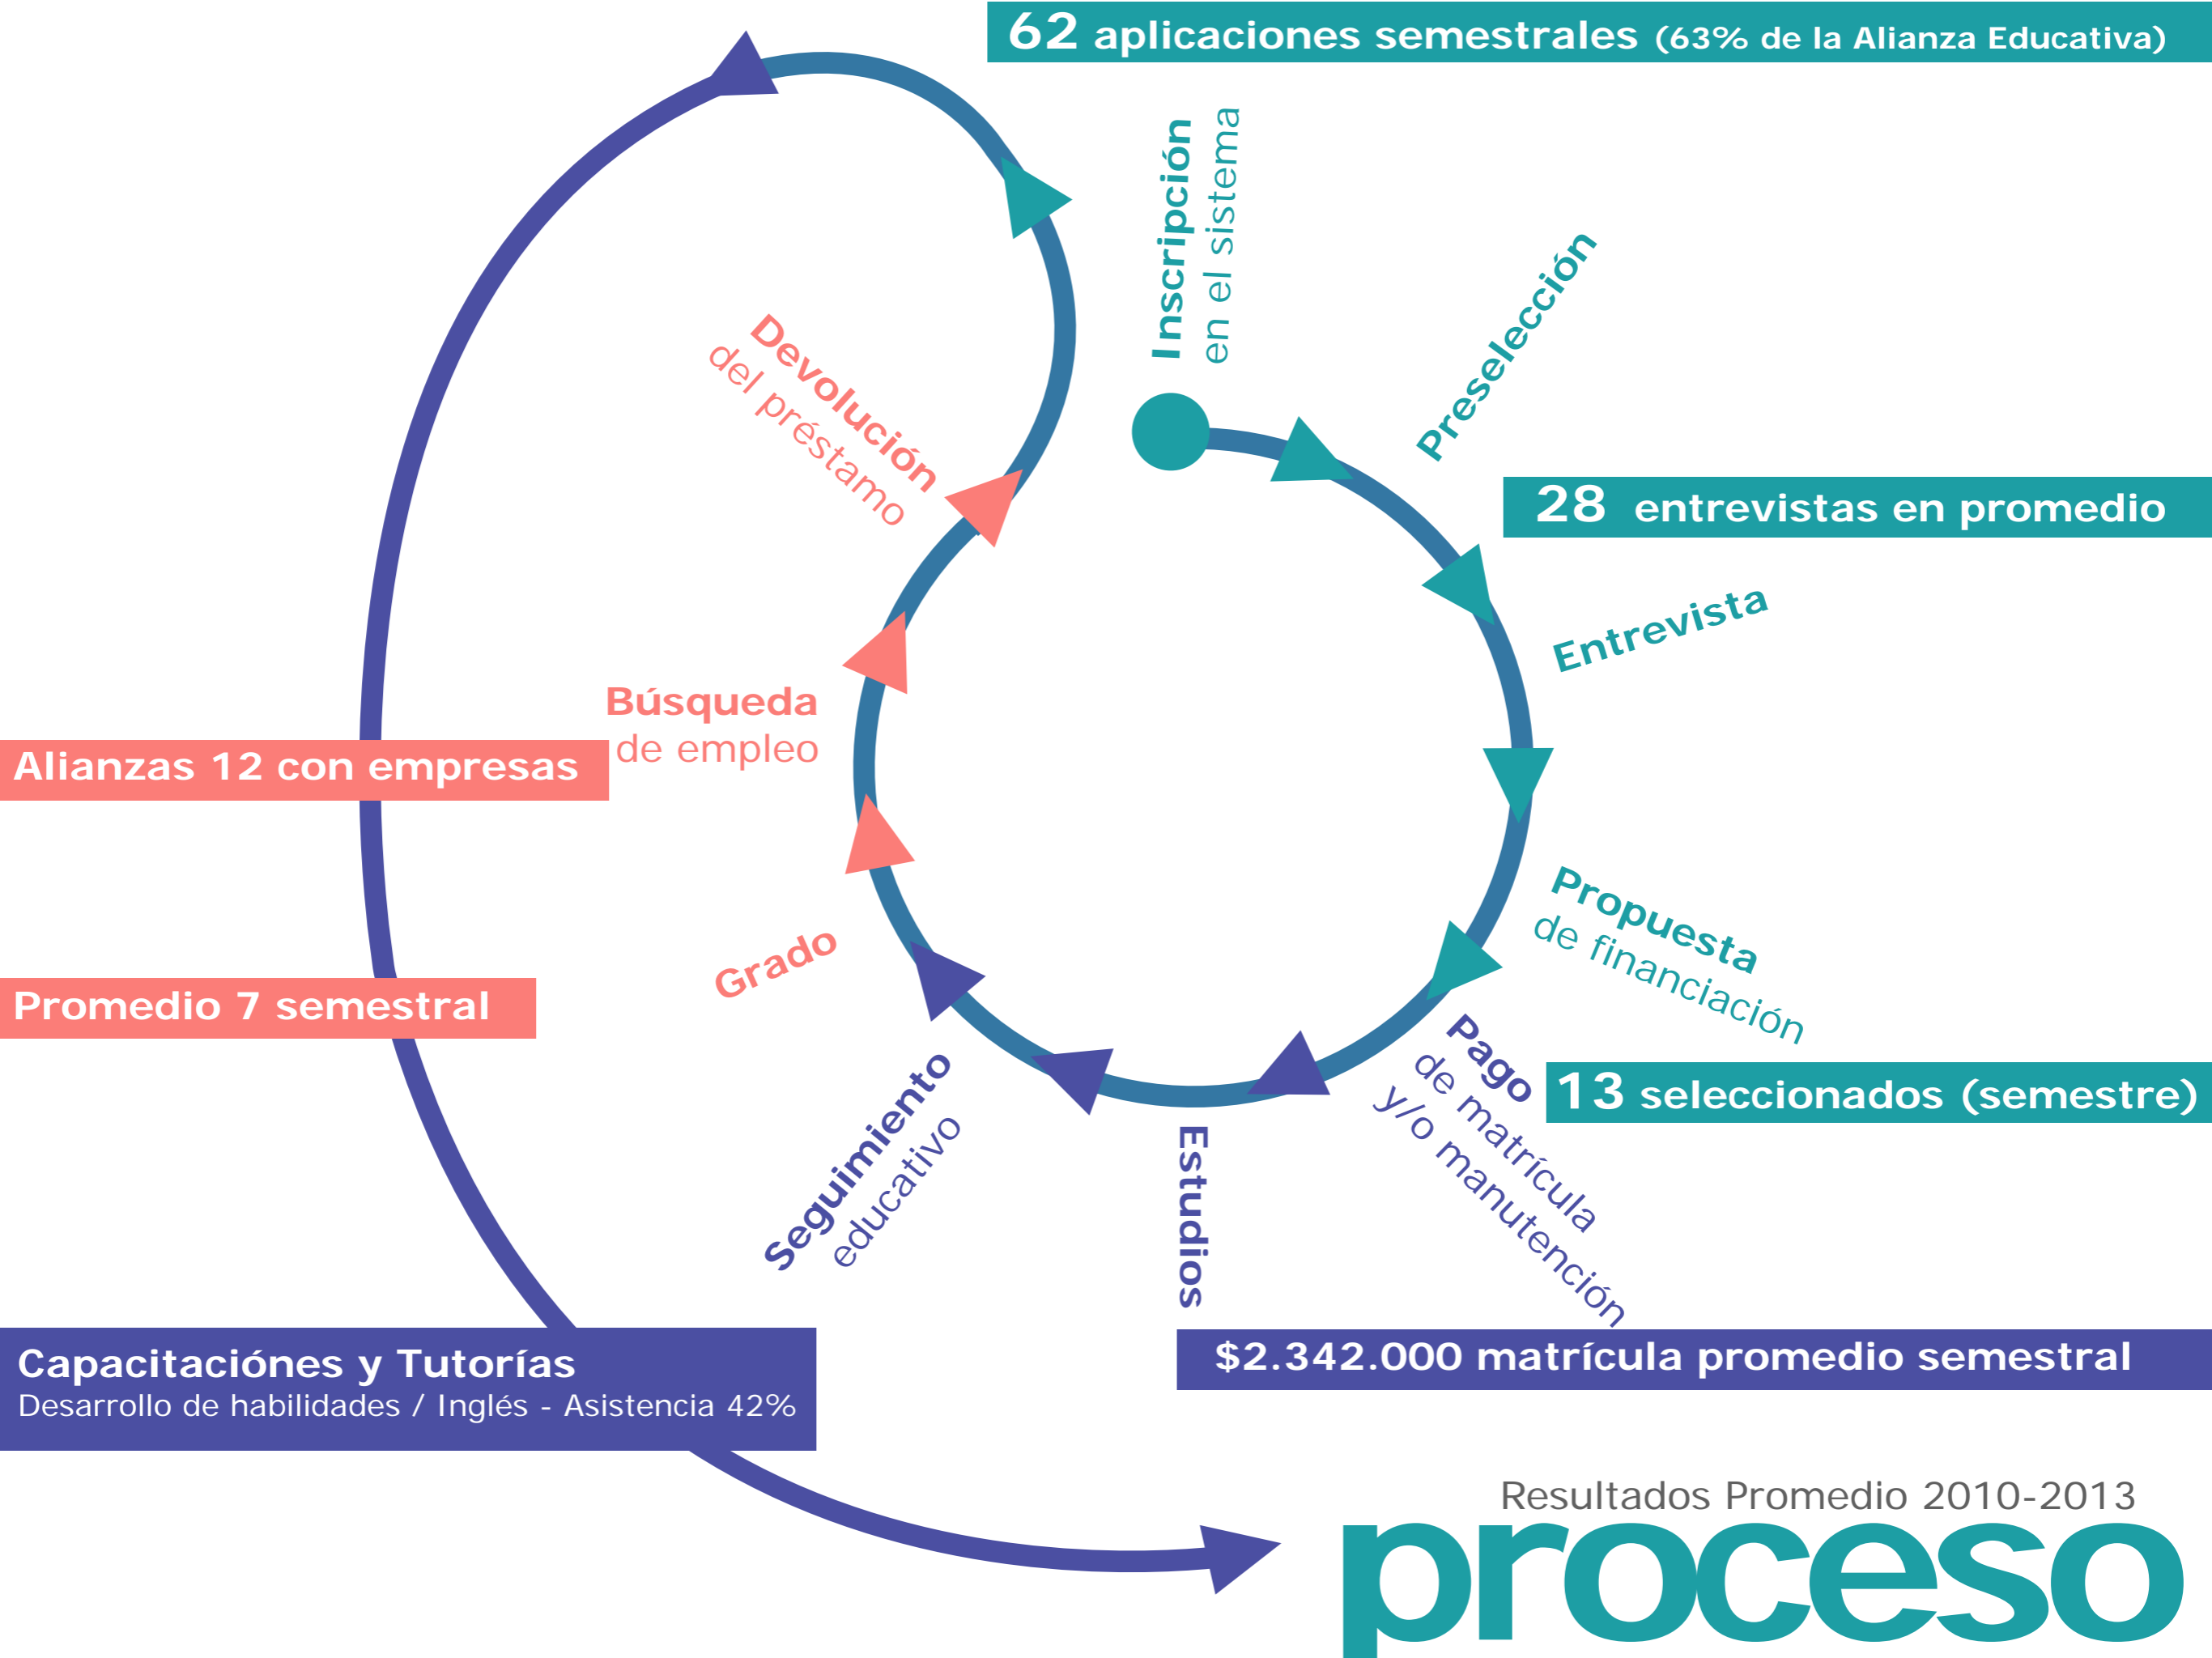 62 aplicaciones semestrales (63% de la Alianza Educativa)
Inscripción
en el sistema
Preselección
28 entrevistas en promedio
Entrevista
Propuesta
de financiación
13 seleccionados (semestre)
Pago
de matrícula
y/o manutención
$2.342.000 matrícula promedio semestral
Estudios
Seguimiento
educativo
Capacitaciónes y Tutorías
Desarrollo de habilidades / Inglés - Asistencia 42%
Grado
Promedio 7 semestral
Búsqueda
de empleo
Alianzas 12 con empresas
Devolución
del préstamo
Resultados Promedio 2010-2013
proceso